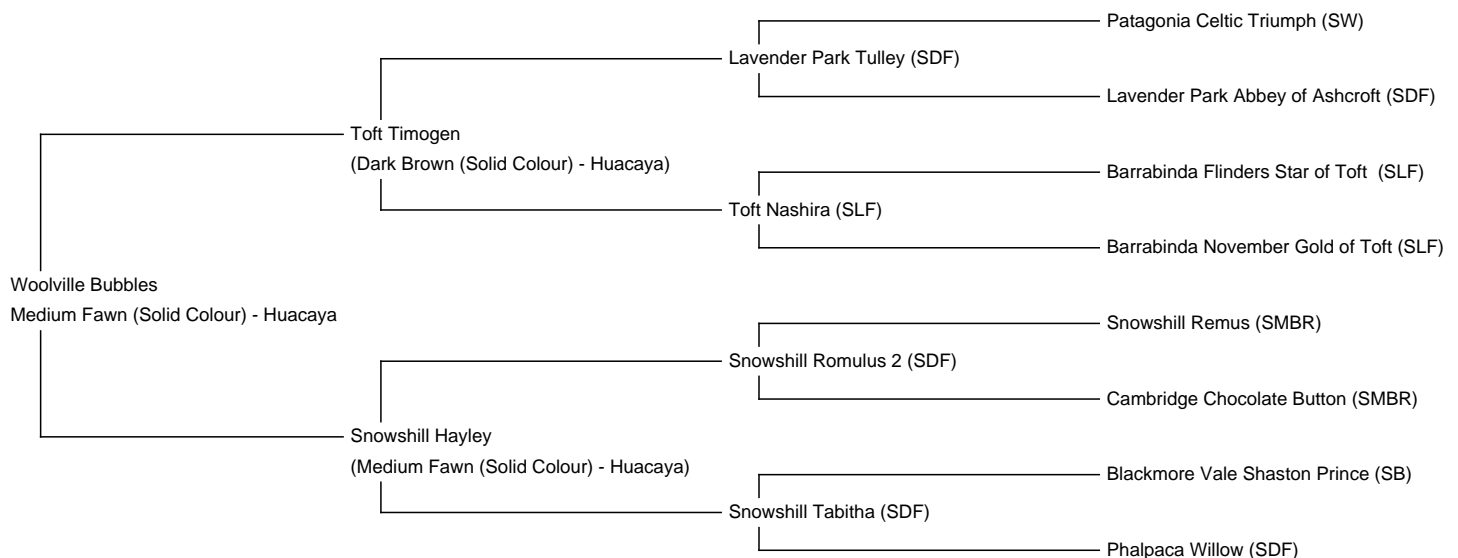 Patagonia Celtic Triumph (SW)
Lavender Park Tulley (SDF)
Lavender Park Abbey of Ashcroft (SDF)
Toft Timogen
(Dark Brown (Solid Colour) - Huacaya)
Barrabinda Flinders Star of Toft (SLF)
Toft Nashira (SLF)
Barrabinda November Gold of Toft (SLF)
Woolville Bubbles
Medium Fawn (Solid Colour) - Huacaya
Snowshill Remus (SMBR)
Snowshill Romulus 2 (SDF)
Cambridge Chocolate Button (SMBR)
Snowshill Hayley
(Medium Fawn (Solid Colour) - Huacaya)
Blackmore Vale Shaston Prince (SB)
Snowshill Tabitha (SDF)
Phalpaca Willow (SDF)